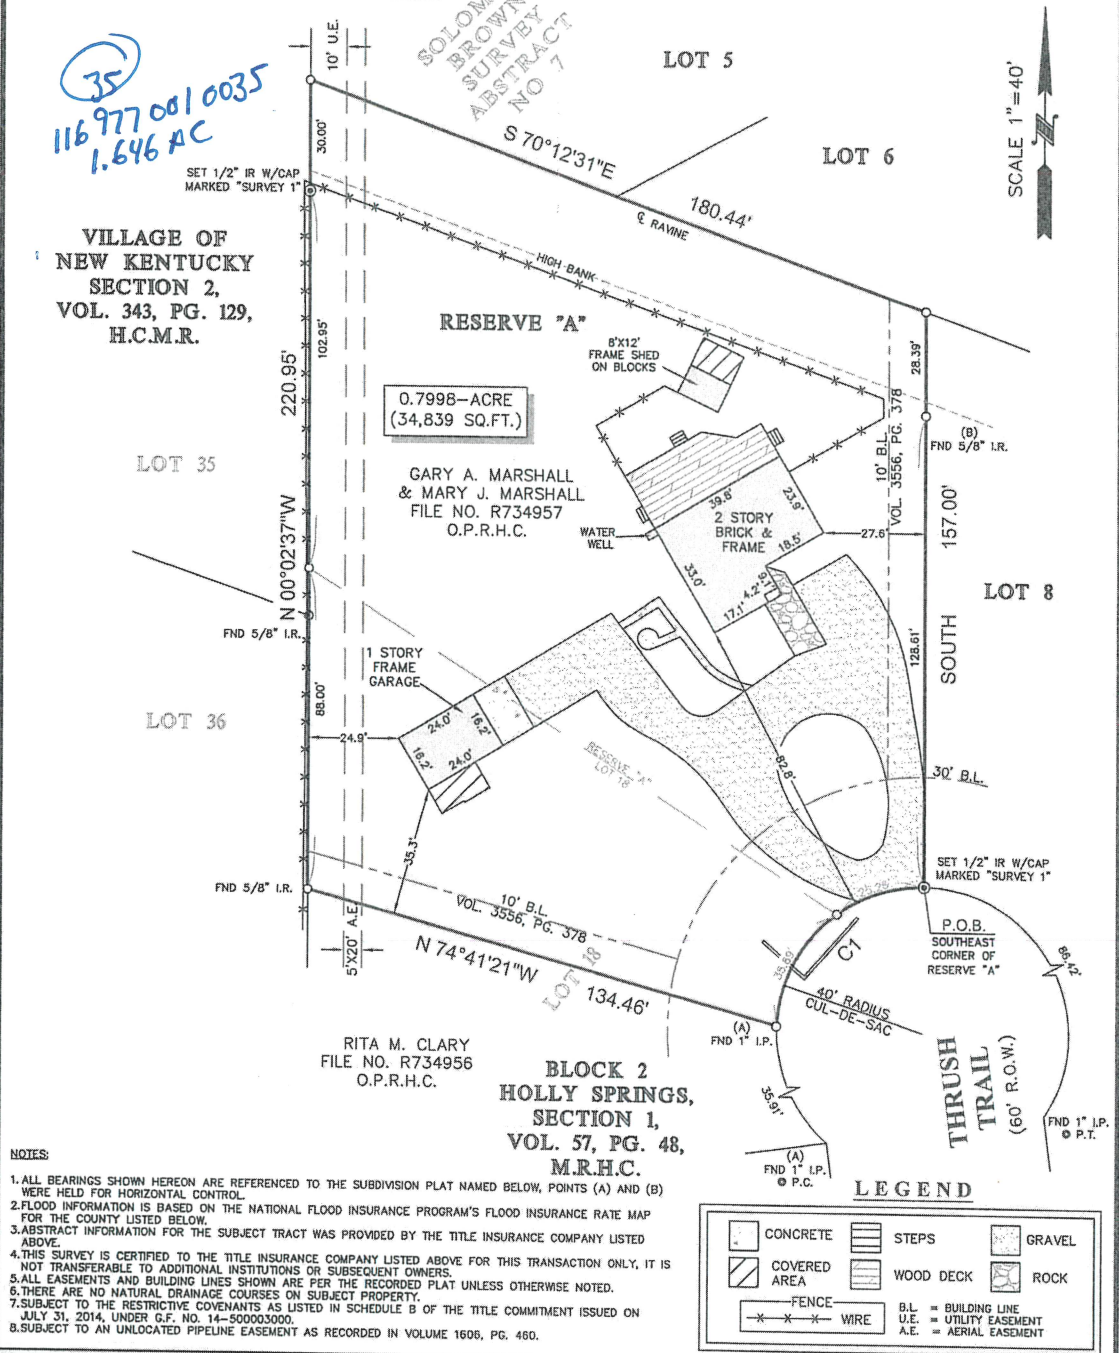 SOLOM
BROWN
SURVEY
ABSTRACT
NO 7
35
116 977 001 0035
1.646 AC
10' U.E.
LOT 5
LOT 6
SCALE 1"=40'
30.00'
S 70°12'31"E
180.44'
℄ RAVINE
SET 1/2" IR W/CAP
MARKED "SURVEY 1"
VILLAGE OF
NEW KENTUCKY
SECTION 2,
VOL. 343, PG. 129,
H.C.M.R.
HIGH BANK
RESERVE "A"
8'X12'
FRAME SHED
ON BLOCKS
28.39'
102.95'
220.95'
N 00°02'37"W
0.7998-ACRE
(34,839 SQ.FT.)
10' B.L.
VOL. 3556, PG. 378
(B)
FND 5/8" I.R.
LOT 35
GARY A. MARSHALL
& MARY J. MARSHALL
FILE NO. R734957
O.P.R.H.C.
WATER
WELL
39.8'
23.9'
2 STORY
BRICK &
FRAME
18.5'
9.1'
4.2'
17.1'
33.0'
27.6'
157.00'
SOUTH
LOT 8
128.61'
FND 5/8" I.R.
1 STORY
FRAME
GARAGE
88.00'
LOT 36
24.9'
24.0'
16.2'
16.2'
24.0'
RESERVE "A"
LOT 18
82.8'
30' B.L.
35.3'
FND 5/8" I.R.
SET 1/2" IR W/CAP
MARKED "SURVEY 1"
10' B.L.
VOL. 3556, PG. 378
5'X20' A.E.
N 74°41'21"W
134.46'
LOT 18
C1
P.O.B.
SOUTHEAST
CORNER OF
RESERVE "A"
86.42'
40' RADIUS
CUL-DE-SAC
(A)
FND 1" I.P.
RITA M. CLARY
FILE NO. R734956
O.P.R.H.C.
BLOCK 2
HOLLY SPRINGS,
SECTION 1,
VOL. 57, PG. 48,
M.R.H.C.
35.91'
THRUSH
TRAIL
(60' R.O.W.)
FND 1" I.P.
@ P.T.
(A)
FND 1" I.P.
@ P.C.
NOTES:
1. ALL BEARINGS SHOWN HEREON ARE REFERENCED TO THE SUBDIVISION PLAT NAMED BELOW, POINTS (A) AND (B)
WERE HELD FOR HORIZONTAL CONTROL.
2. FLOOD INFORMATION IS BASED ON THE NATIONAL FLOOD INSURANCE PROGRAM'S FLOOD INSURANCE RATE MAP
FOR THE COUNTY LISTED BELOW.
3. ABSTRACT INFORMATION FOR THE SUBJECT TRACT WAS PROVIDED BY THE TITLE INSURANCE COMPANY LISTED
ABOVE.
4. THIS SURVEY IS CERTIFIED TO THE TITLE INSURANCE COMPANY LISTED ABOVE FOR THIS TRANSACTION ONLY, IT IS
NOT TRANSFERABLE TO ADDITIONAL INSTITUTIONS OR SUBSEQUENT OWNERS.
5. ALL EASEMENTS AND BUILDING LINES SHOWN ARE PER THE RECORDED PLAT UNLESS OTHERWISE NOTED.
6. THERE ARE NO NATURAL DRAINAGE COURSES ON SUBJECT PROPERTY.
7. SUBJECT TO THE RESTRICTIVE COVENANTS AS LISTED IN SCHEDULE B OF THE TITLE COMMITMENT ISSUED ON
JULY 31, 2014, UNDER G.F. NO. 14-500003000.
8. SUBJECT TO AN UNLOCATED PIPELINE EASEMENT AS RECORDED IN VOLUME 1606, PG. 460.
LEGEND
CONCRETE
STEPS
GRAVEL
COVERED
AREA
WOOD DECK
ROCK
FENCE
WIRE
B.L. = BUILDING LINE
U.E. = UTILITY EASEMENT
A.E. = AERIAL EASEMENT